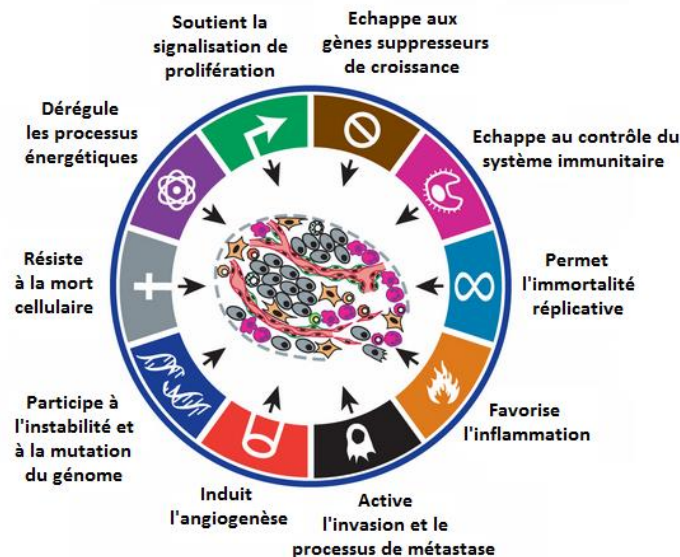 Soutient la
signalisation de
prolifération
Echappe aux
gènes suppresseurs
de croissance
Echappe au contrôle du
système immunitaire
Permet
l'immortalité
réplicative
Favorise
l'inflammation
Active
l'invasion et le
processus de métastase
Induit
l'angiogenèse
Participe à
l'instabilité et
à la mutation
du génome
Résiste
à la mort
cellulaire
Dérégule
les processus
énergétiques